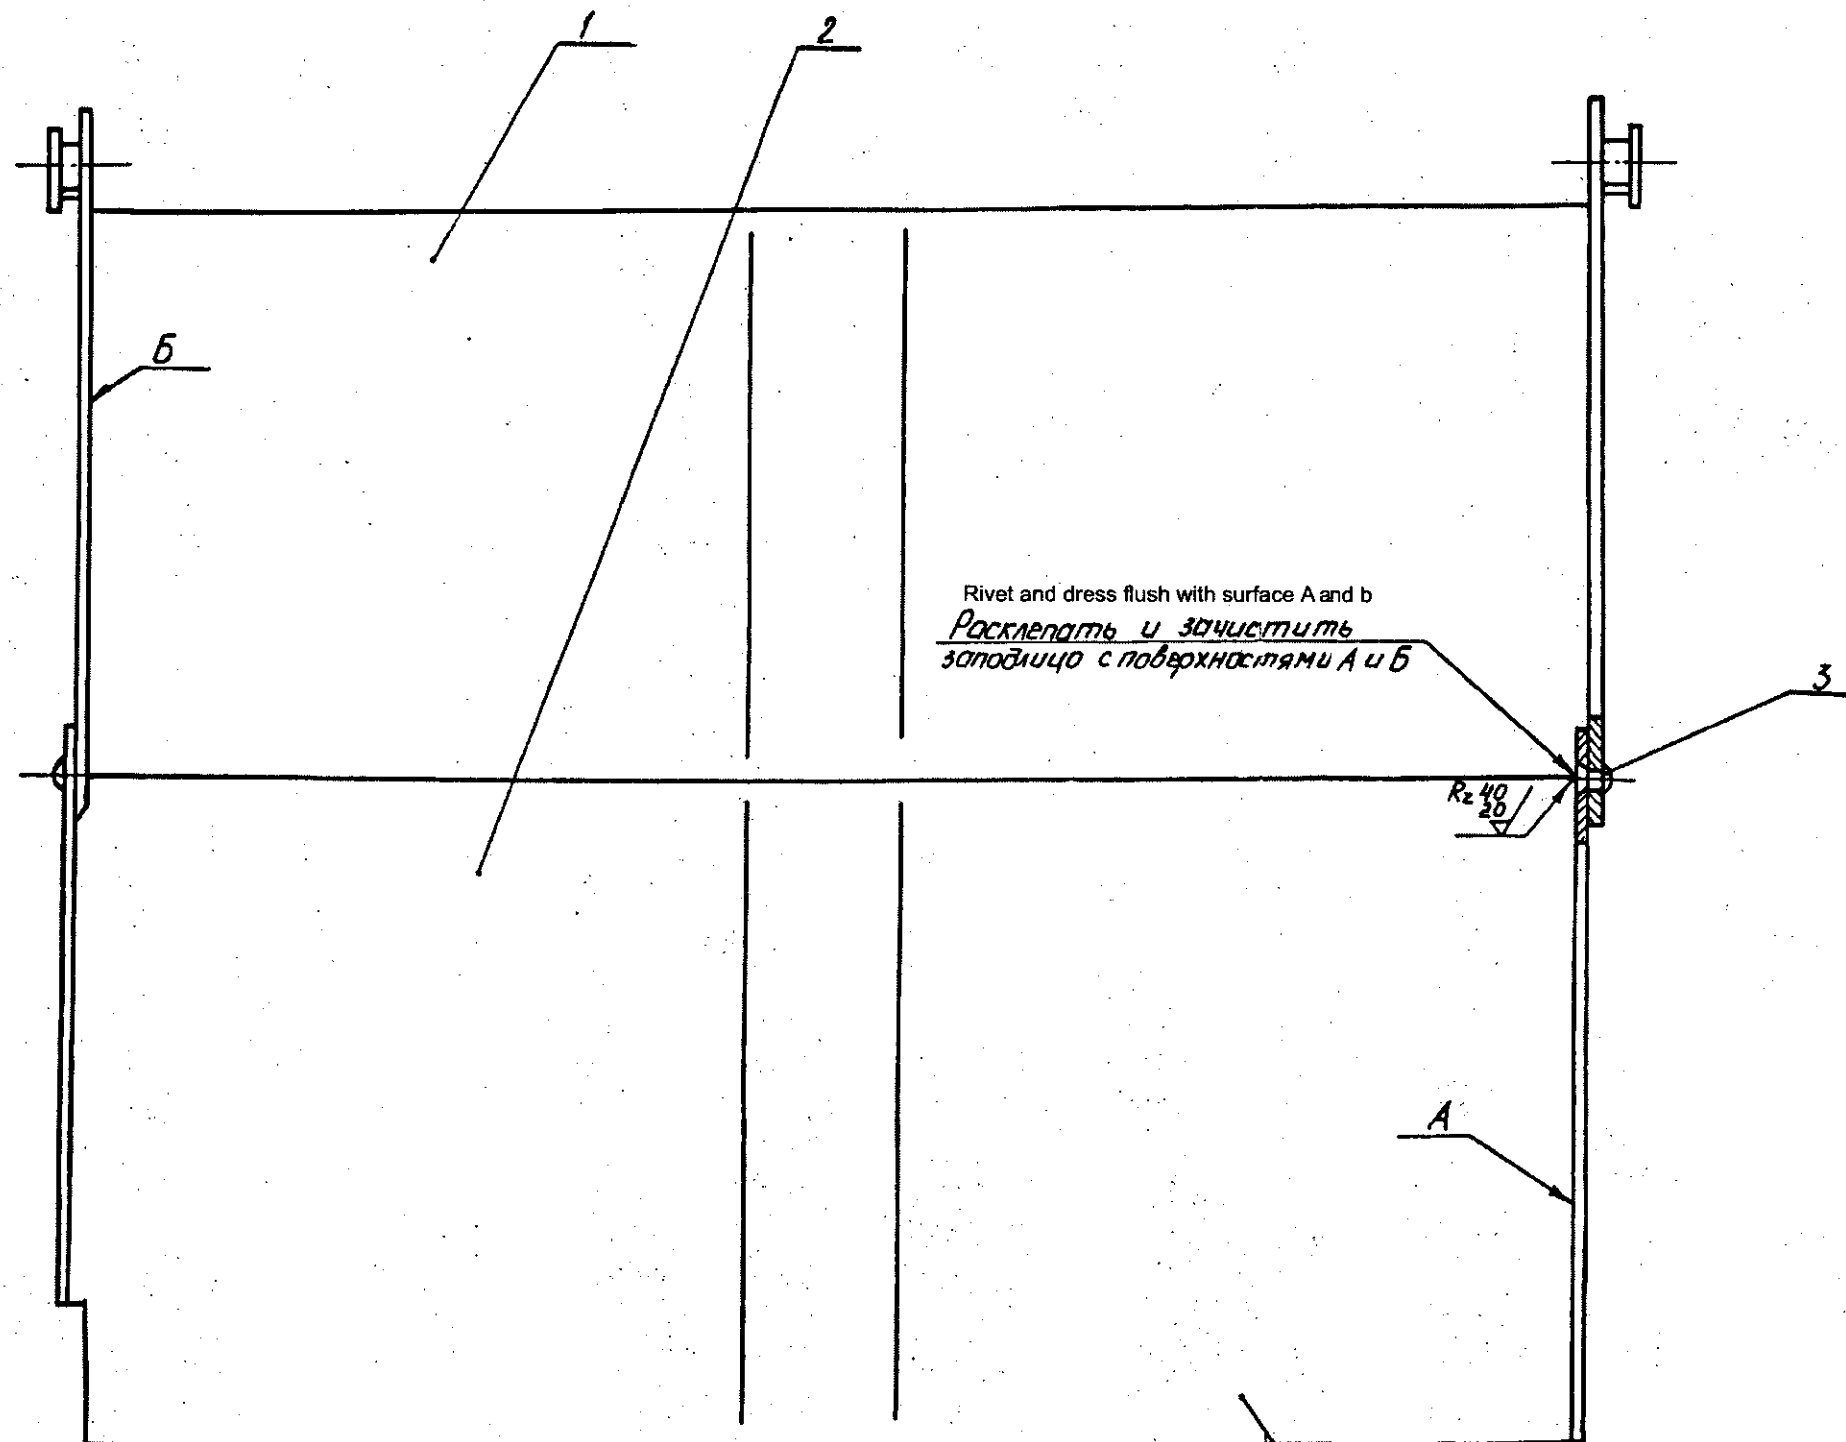 1
2
Б
Rivet and dress flush with surface A and b
Расклепать и зачистить
заподлицо с поверхностями А и Б
3
Rz 40
20
А